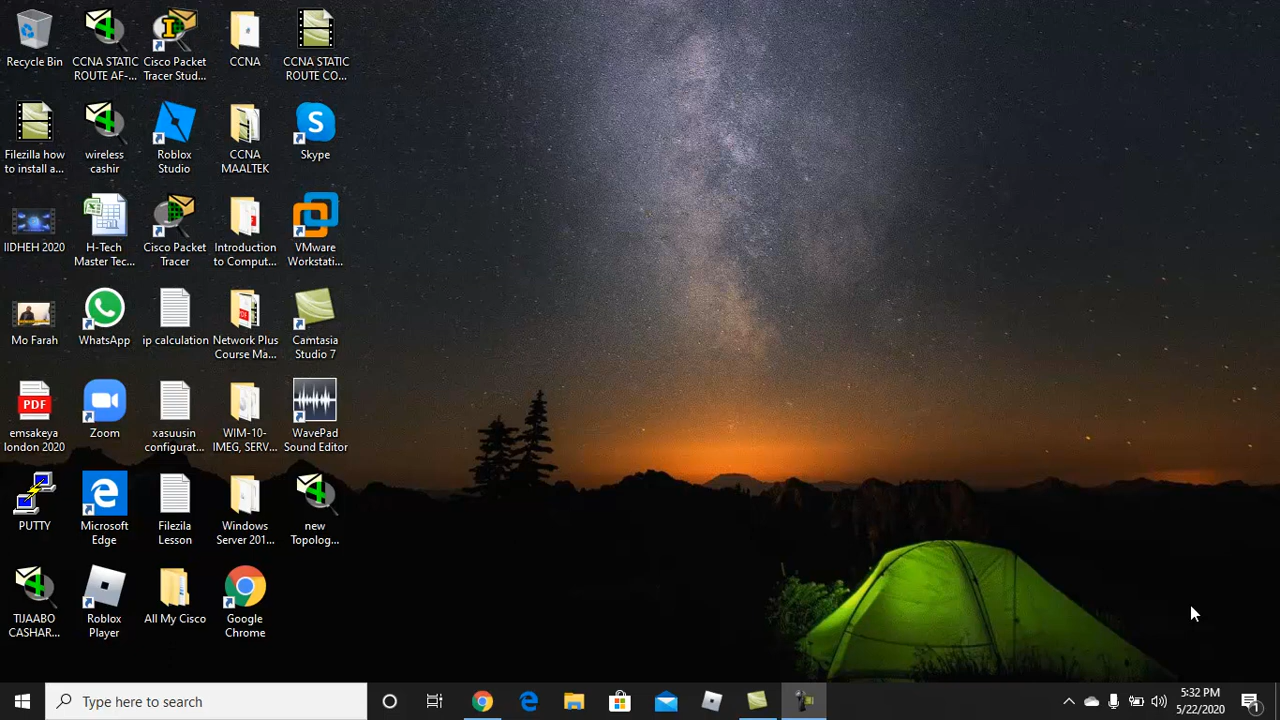 Recycle Bin
CCNA STATIC
ROUTE AF-...
Cisco Packet
Tracer Stud...
CCNA
CCNA STATIC
ROUTE CO...
Filezilla how
to install a...
wireless
cashir
Roblox
Studio
CCNA
MAALTEK
Skype
IIDHEH 2020
H-Tech
Master Tec...
Cisco Packet
Tracer
Introduction
to Comput...
VMware
Workstati...
Mo Farah
WhatsApp
ip calculation
Network Plus
Course Ma...
Camtasia
Studio 7
PDF
emsakeya
london 2020
Zoom
xasuusin
configurat...
WIM-10-
IMEG, SERV...
WavePad
Sound Editor
PUTTY
Microsoft
Edge
Filezila
Lesson
Windows
Server 201...
new
Topolog...
TIJAABO
CASHAR...
Roblox
Player
All My Cisco
Google
Chrome
Type here to search
5:32 PM
5/22/2020
1